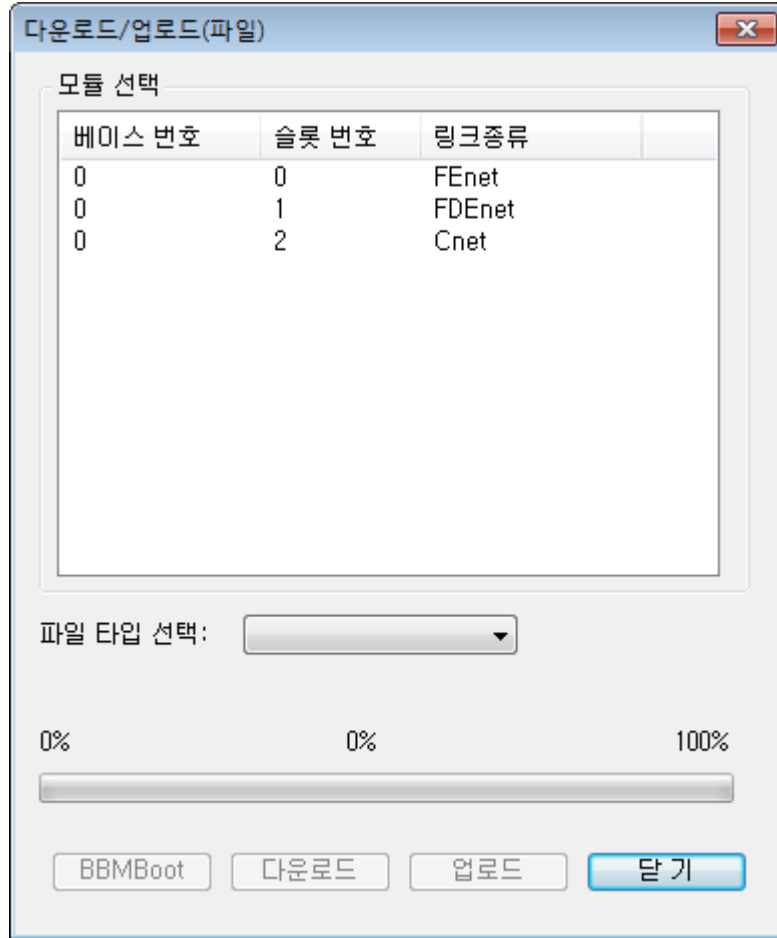 다운로드/업로드(파일)
모듈 선택
베이스 번호 슬롯 번호 링크종류
0 0 FEnet
0 1 FDEnet
0 2 Cnet
파일 타입 선택:
0% 0% 100%
BBMBoot 다운로드 업로드 닫 기